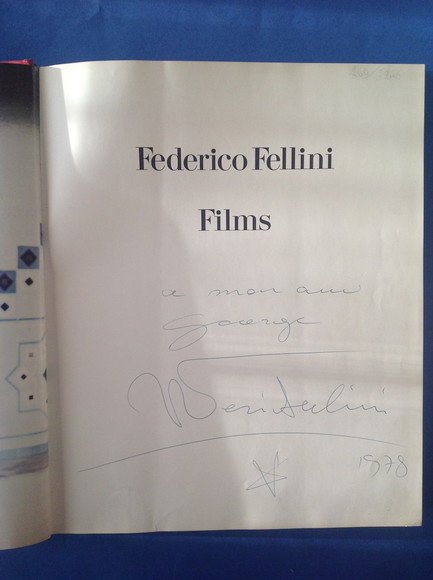 Federico Fellini
Films
a mon ami
George
1978